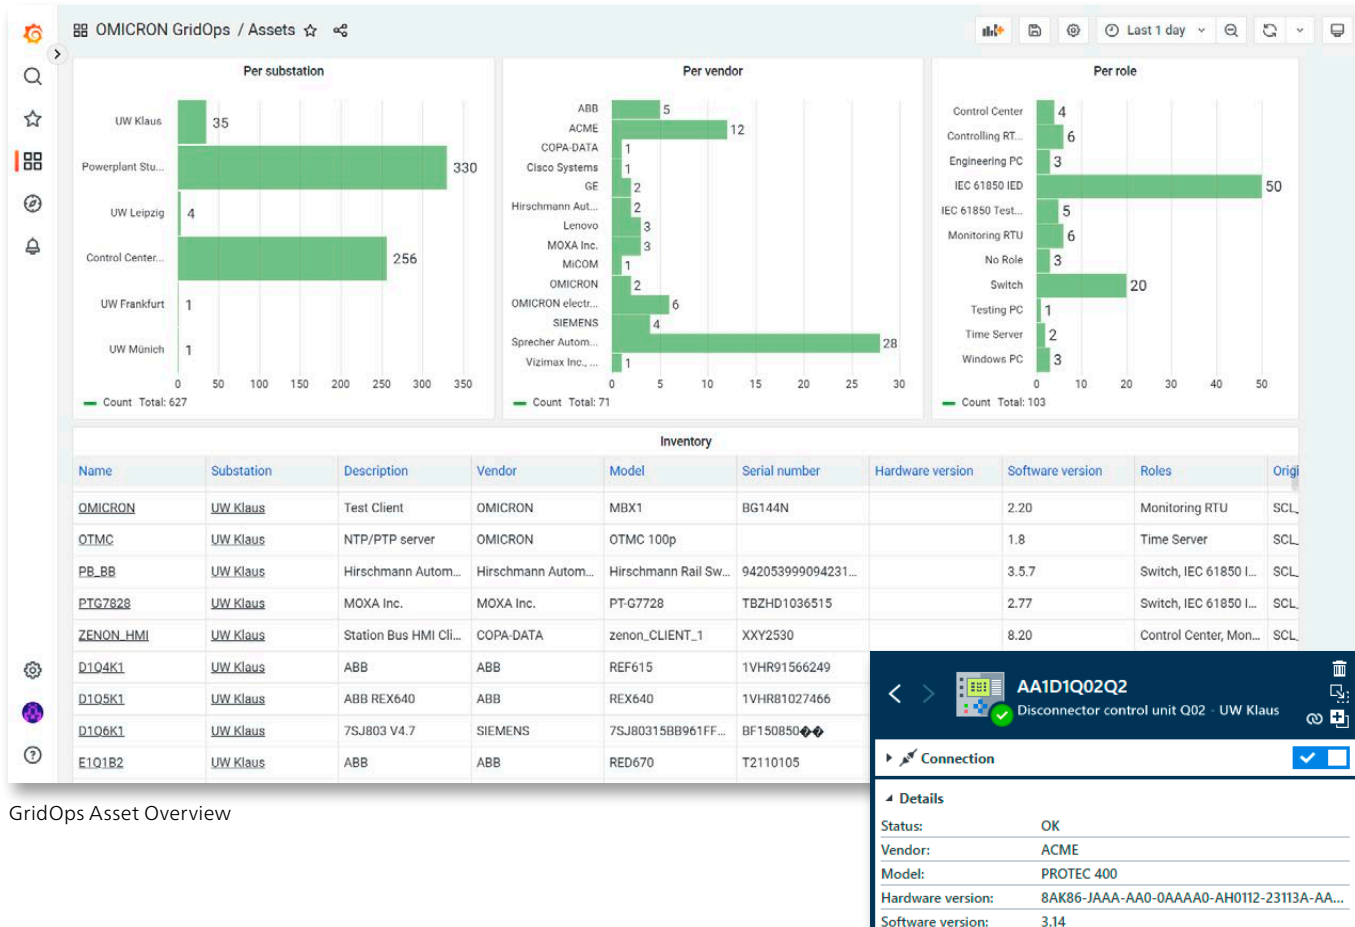 OMICRON GridOps / Assets
Last 1 day
Per substation
UW Klaus 35
Powerplant Stu... 330
UW Leipzig 4
Control Center... 256
UW Frankfurt 1
UW Münich 1
0 50 100 150 200 250 300 350
Count Total: 627
Per vendor
ABB 5
ACME 12
COPA-DATA 1
Cisco Systems 1
GE 2
Hirschmann Aut... 2
Lenovo 3
MOXA Inc. 3
MiCOM 1
OMICRON 2
OMICRON electr... 6
SIEMENS 4
Sprecher Autom... 28
Vizimax Inc., ... 1
0 5 10 15 20 25 30
Count Total: 71
Per role
Control Center 4
Controlling RT... 6
Engineering PC 3
IEC 61850 IED 50
IEC 61850 Test... 5
Monitoring RTU 6
No Role 3
Switch 20
Testing PC 1
Time Server 2
Windows PC 3
0 10 20 30 40 50
Count Total: 103
Inventory
Name Substation Description Vendor Model Serial number Hardware version Software version Roles Origi
OMICRON UW Klaus Test Client OMICRON MBX1 BG144N 2.20 Monitoring RTU SCL_
OTMC UW Klaus NTP/PTP server OMICRON OTMC 100p 1.8 Time Server SCL_
PB_BB UW Klaus Hirschmann Autom... Hirschmann Autom... Hirschmann Rail Sw... 942053999094231... 3.5.7 Switch, IEC 61850 I... SCL_
PTG7828 UW Klaus MOXA Inc. MOXA Inc. PT-G7728 TBZHD1036515 2.77 Switch, IEC 61850 I... SCL_
ZENON_HMI UW Klaus Station Bus HMI Cli... COPA-DATA zenon_CLIENT_1 XXY2530 8.20 Control Center, Mon... SCL_
D1Q4K1 UW Klaus ABB ABB REF615 1VHR91566249
D1Q5K1 UW Klaus ABB REX640 ABB REX640 1VHR81027466
D1Q6K1 UW Klaus 7SJ803 V4.7 SIEMENS 7SJ80315BB961FF... BF150850��
E1Q1B2 UW Klaus ABB ABB RED670 T2110105
GridOps Asset Overview
AA1D1Q02Q2
Disconnector control unit Q02 - UW Klaus
Connection
Details
Status: OK
Vendor: ACME
Model: PROTEC 400
Hardware version: 8AK86-JAAA-AA0-0AAAA0-AH0112-23113A-AA...
Software version: 3.14